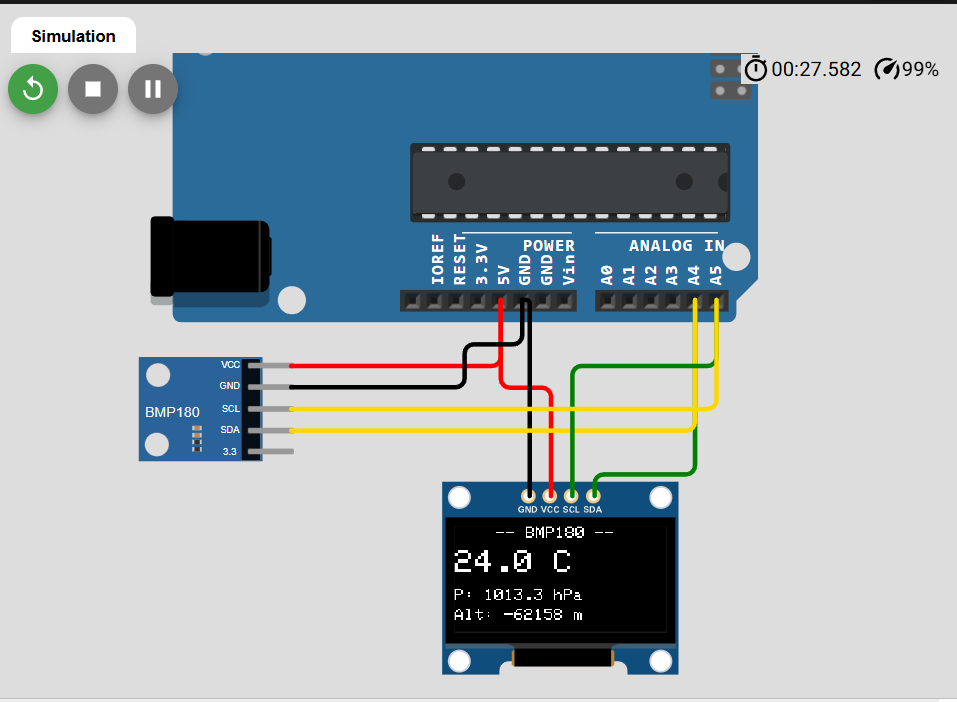 Simulation
00:27.582 99%
POWER ANALOG IN
IOREF RESET 3.3V 5V GND GND Vin A0 A1 A2 A3 A4 A5
VCC
GND
SCL
BMP180
SDA
3.3
GND VCC SCL SDA
-- BMP180 --
24.0 C
P: 1013.3 hPa
Alt: -62158 m